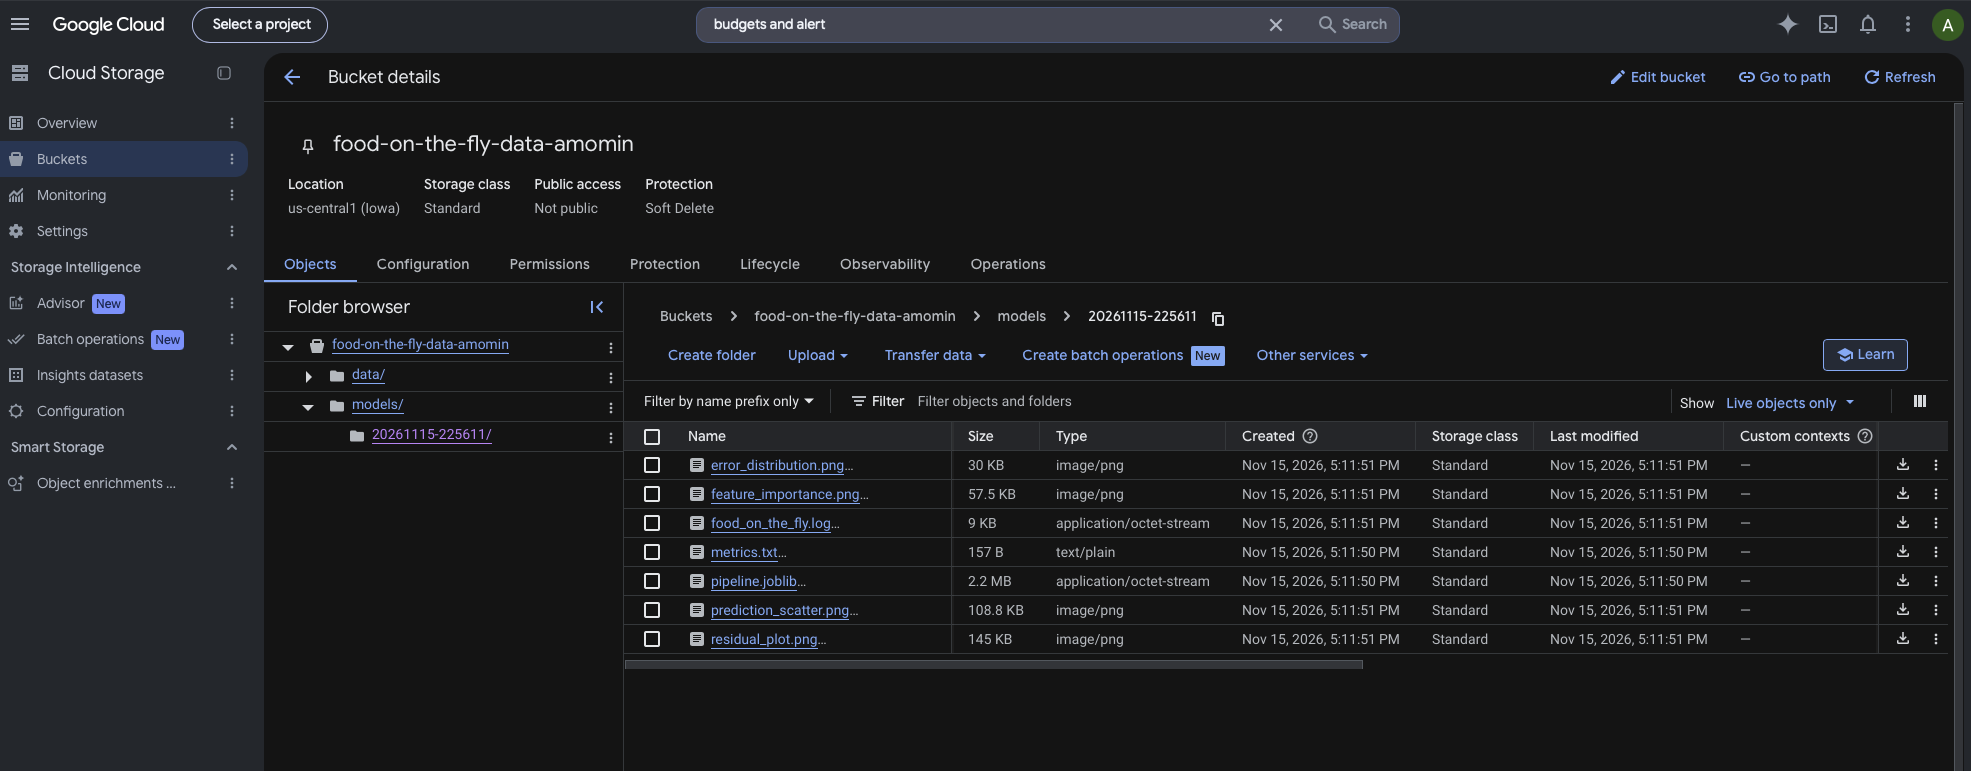 Google Cloud Select a project budgets and alert Search A
Cloud Storage
Overview
Buckets
Monitoring
Settings
Storage Intelligence
Advisor New
Batch operations New
Insights datasets
Configuration
Smart Storage
Object enrichments ...
Bucket details Edit bucket Go to path Refresh
food-on-the-fly-data-amomin
Location Storage class Public access Protection
us-central1 (Iowa) Standard Not public Soft Delete
Objects Configuration Permissions Protection Lifecycle Observability Operations
Folder browser
food-on-the-fly-data-amomin
data/
models/
20261115-225611/
Buckets > food-on-the-fly-data-amomin > models > 20261115-225611
Create folder Upload Transfer data Create batch operations New Other services Learn
Filter by name prefix only Filter Filter objects and folders Show Live objects only
Name Size Type Created Storage class Last modified Custom contexts
error_distribution.png... 30 KB image/png Nov 15, 2026, 5:11:51 PM Standard Nov 15, 2026, 5:11:51 PM —
feature_importance.png... 57.5 KB image/png Nov 15, 2026, 5:11:51 PM Standard Nov 15, 2026, 5:11:51 PM —
food_on_the_fly.log... 9 KB application/octet-stream Nov 15, 2026, 5:11:51 PM Standard Nov 15, 2026, 5:11:51 PM —
metrics.txt... 157 B text/plain Nov 15, 2026, 5:11:50 PM Standard Nov 15, 2026, 5:11:50 PM —
pipeline.joblib... 2.2 MB application/octet-stream Nov 15, 2026, 5:11:50 PM Standard Nov 15, 2026, 5:11:50 PM —
prediction_scatter.png... 108.8 KB image/png Nov 15, 2026, 5:11:51 PM Standard Nov 15, 2026, 5:11:51 PM —
residual_plot.png... 145 KB image/png Nov 15, 2026, 5:11:51 PM Standard Nov 15, 2026, 5:11:51 PM —